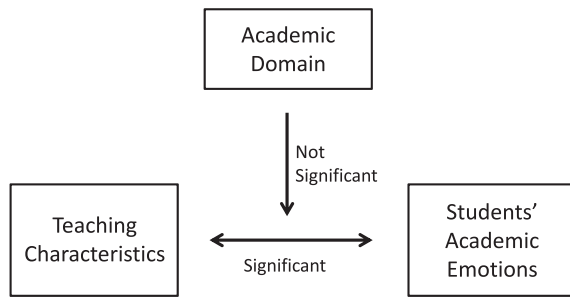 Academic
Domain
Not
Significant
Teaching
Characteristics
Significant
Students’
Academic
Emotions